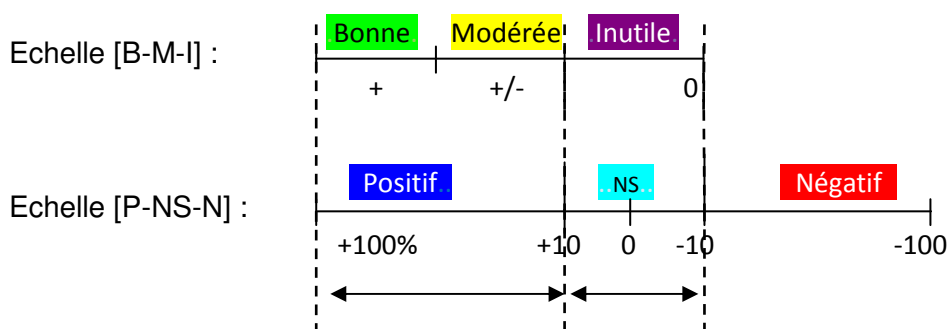 Bonne Modérée Inutile
Echelle [B-M-I] :
+ +/- 0
Positif.. ..NS.. Négatif
Echelle [P-NS-N] :
+100% +10 0 -10 -100